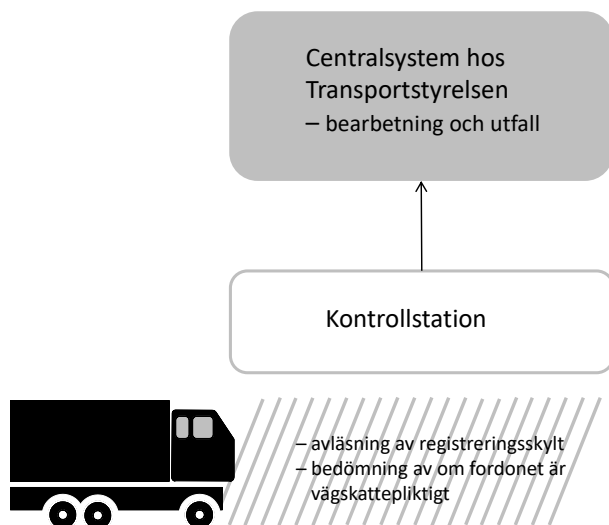 Centralsystem hos
Transportstyrelsen
– bearbetning och utfall
Kontrollstation
– avläsning av registreringsskylt
– bedömning av om fordonet är
vägskattepliktigt